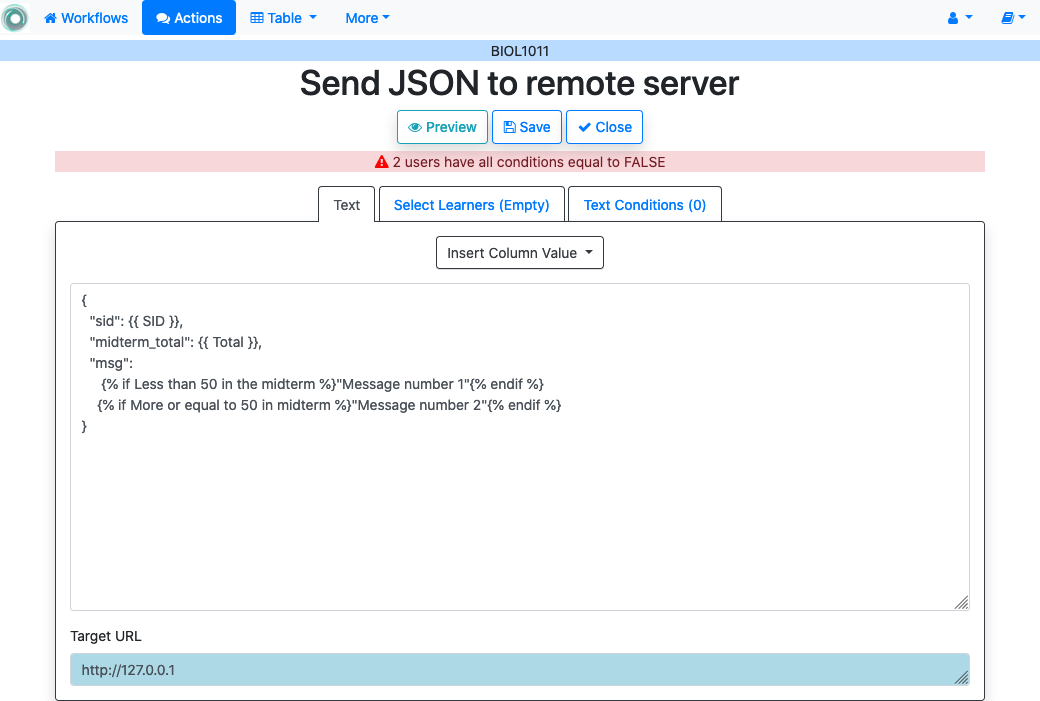 Workflows Actions Table More
BIOL1011
Send JSON to remote server
Preview Save Close
2 users have all conditions equal to FALSE
Text Select Learners (Empty) Text Conditions (0)
Insert Column Value
{
"sid": {{ SID }},
"midterm_total": {{ Total }},
"msg":
{% if Less than 50 in the midterm %}"Message number 1"{% endif %}
{% if More or equal to 50 in midterm %}"Message number 2"{% endif %}
}
Target URL
http://127.0.0.1